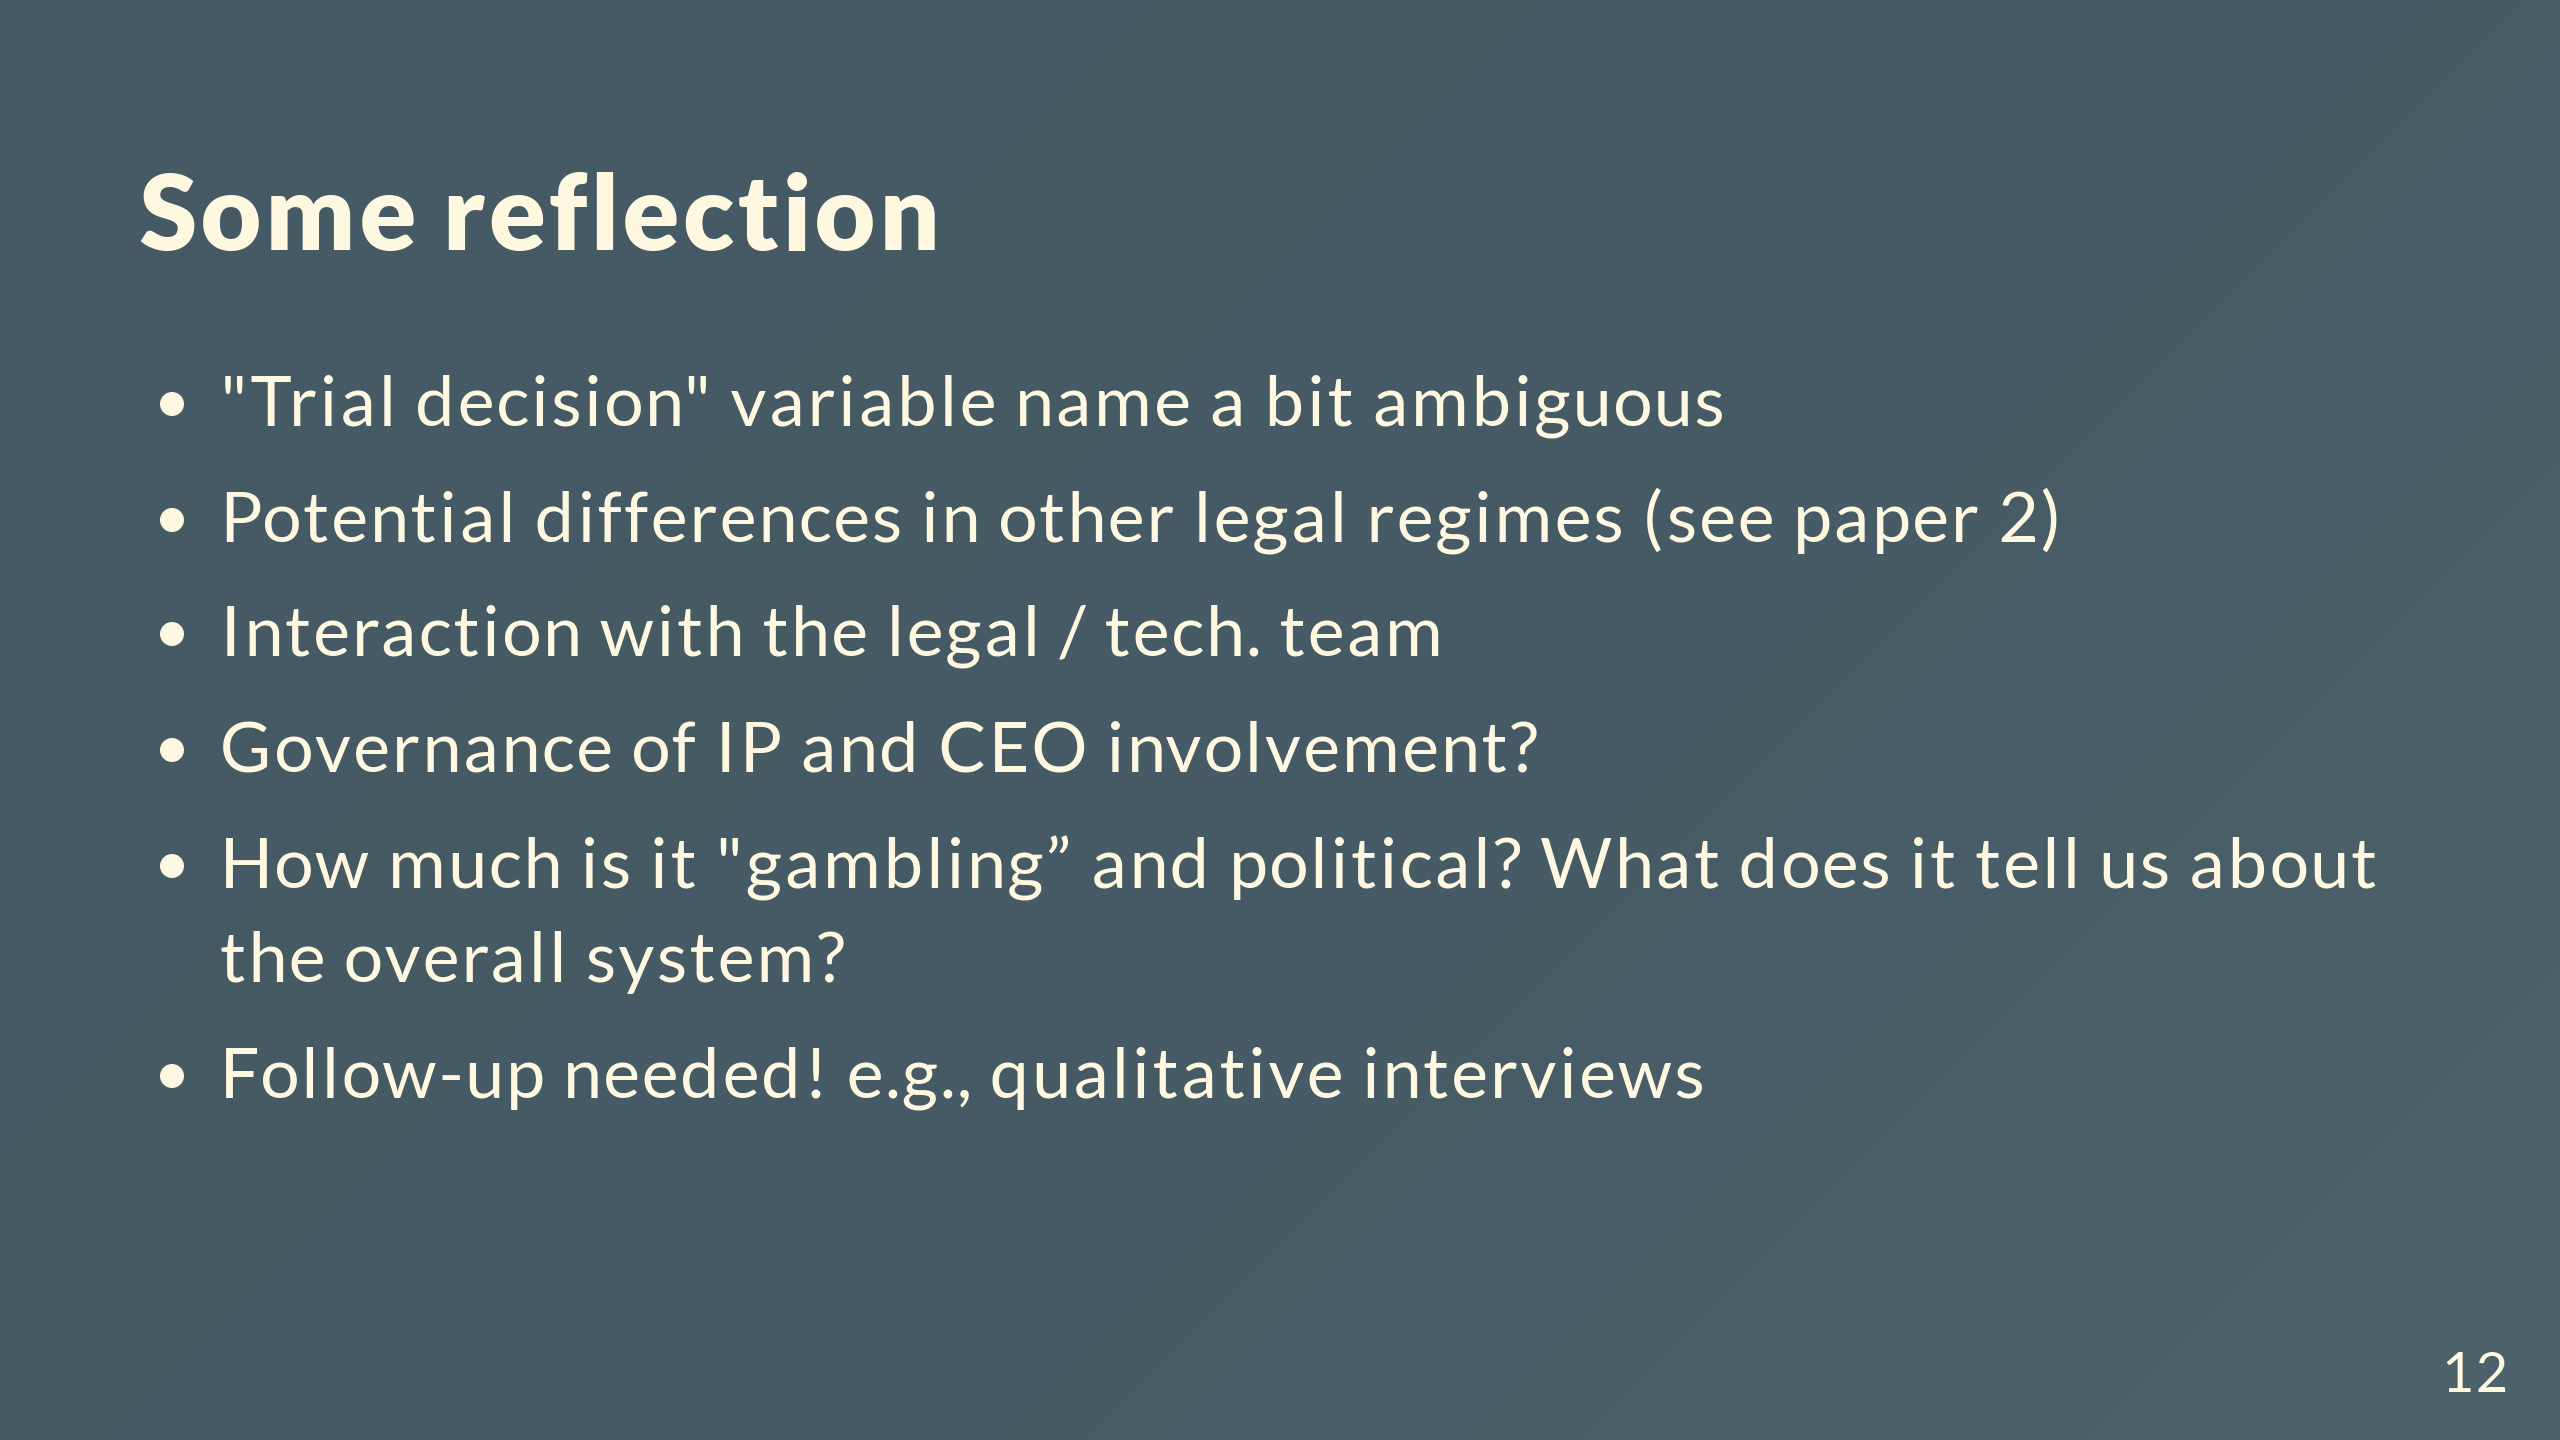 Some reflection
• "Trial decision" variable name a bit ambiguous
• Potential differences in other legal regimes (see paper 2)
• Interaction with the legal / tech. team
• Governance of IP and CEO involvement?
• How much is it "gambling” and political? What does it tell us about
the overall system?
• Follow-up needed! e.g., qualitative interviews
12